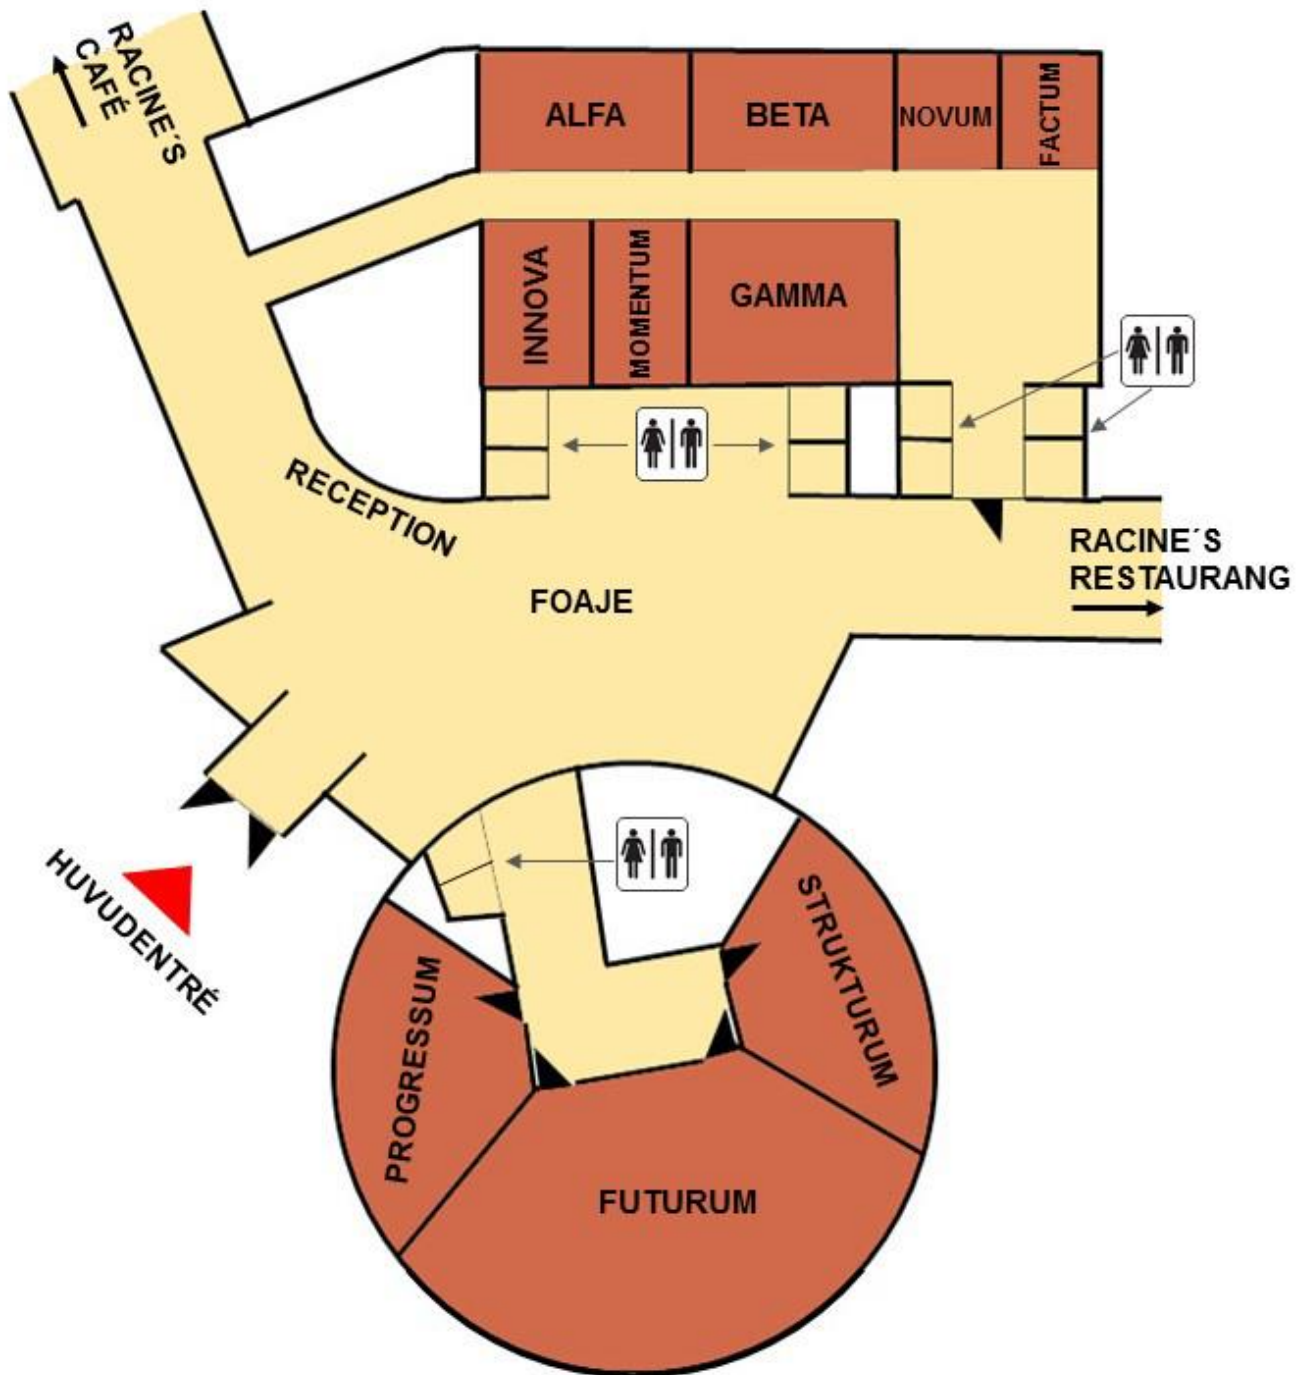 RACINE´S
CAFÉ
ALFA
BETA
NOVUM
FACTUM
INNOVA
MOMENTUM
GAMMA
RECEPTION
FOAJE
RACINE´S
RESTAURANG
HUVUDENTRÉ
PROGRESSUM
STRUKTURUM
FUTURUM